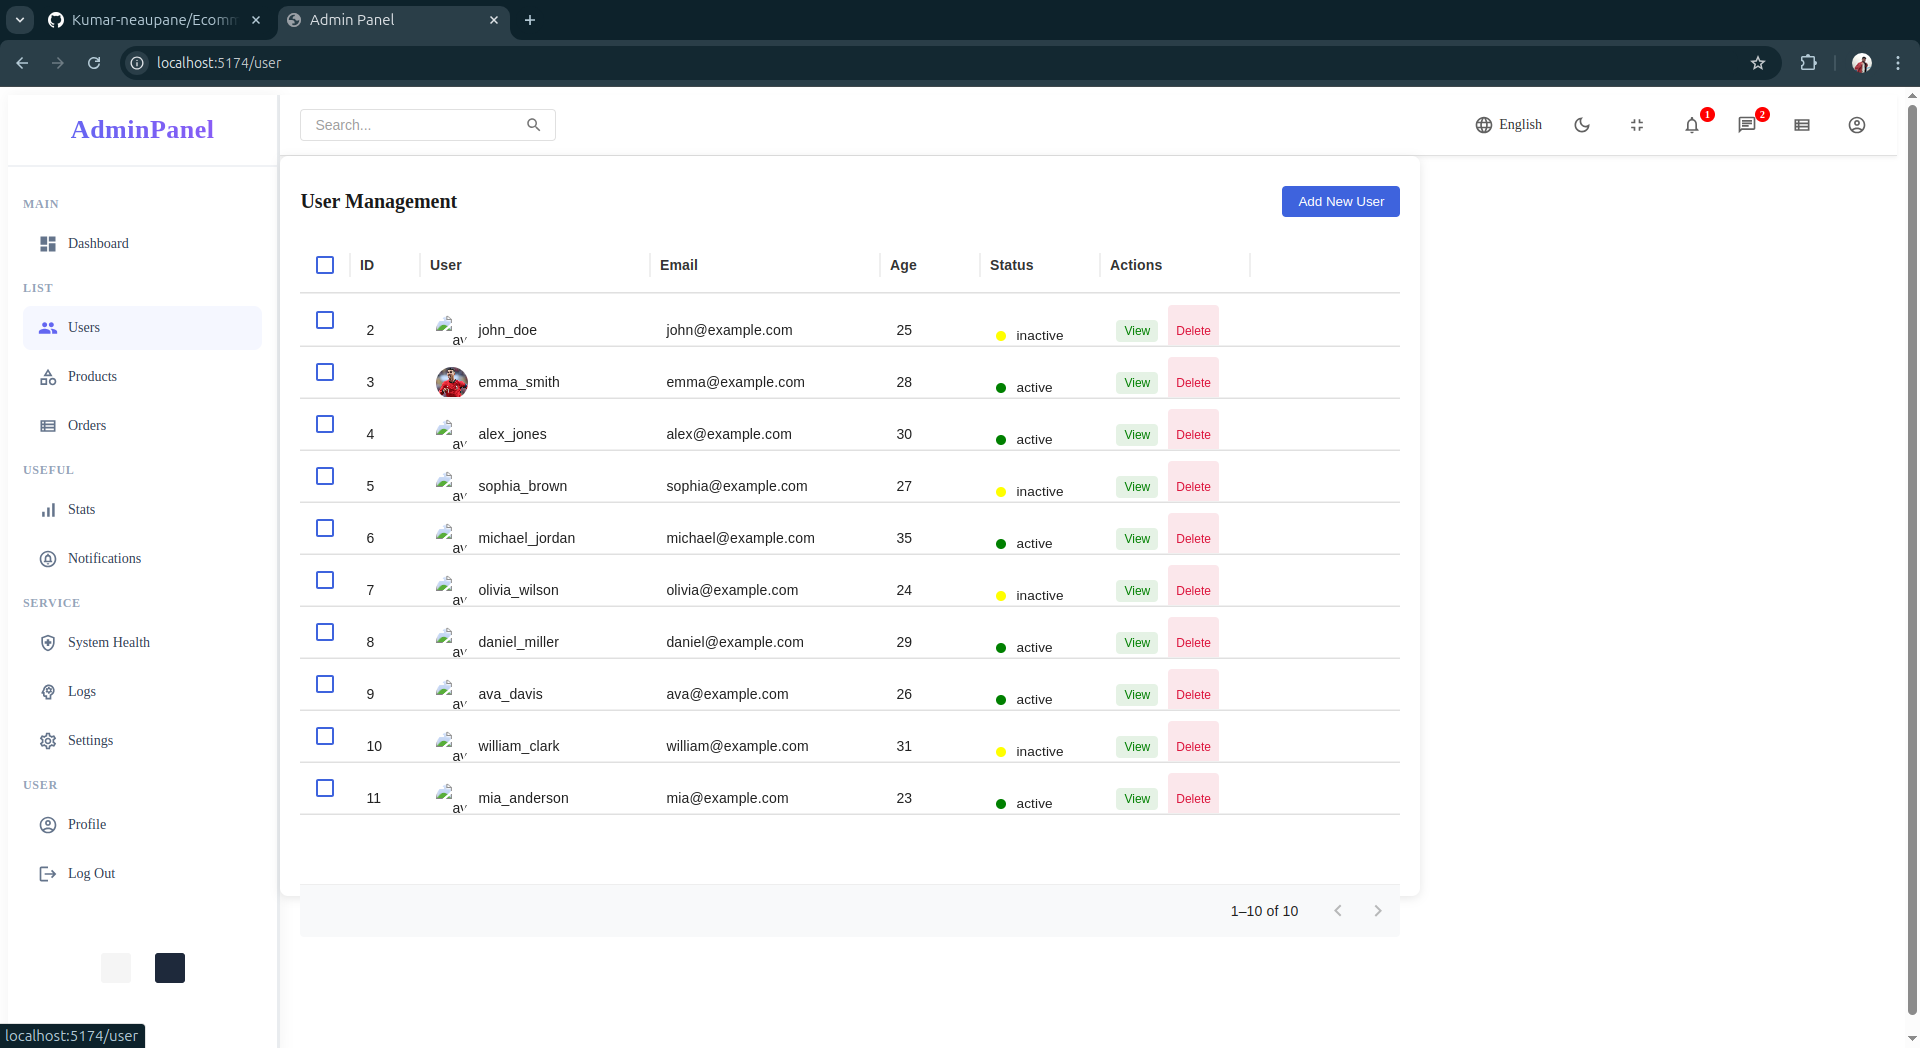 Kumar-neaupane/Ecomm
Admin Panel
localhost:5174/user
AdminPanel
Search...
English
1
2
MAIN
Dashboard
LIST
Users
Products
Orders
USEFUL
Stats
Notifications
SERVICE
System Health
Logs
Settings
USER
Profile
Log Out
User Management
Add New User
ID User Email Age Status Actions
2 av john_doe john@example.com 25 inactive View Delete
3 emma_smith emma@example.com 28 active View Delete
4 av alex_jones alex@example.com 30 active View Delete
5 av sophia_brown sophia@example.com 27 inactive View Delete
6 av michael_jordan michael@example.com 35 active View Delete
7 av olivia_wilson olivia@example.com 24 inactive View Delete
8 av daniel_miller daniel@example.com 29 active View Delete
9 av ava_davis ava@example.com 26 active View Delete
10 av william_clark william@example.com 31 inactive View Delete
11 av mia_anderson mia@example.com 23 active View Delete
1–10 of 10
localhost:5174/user